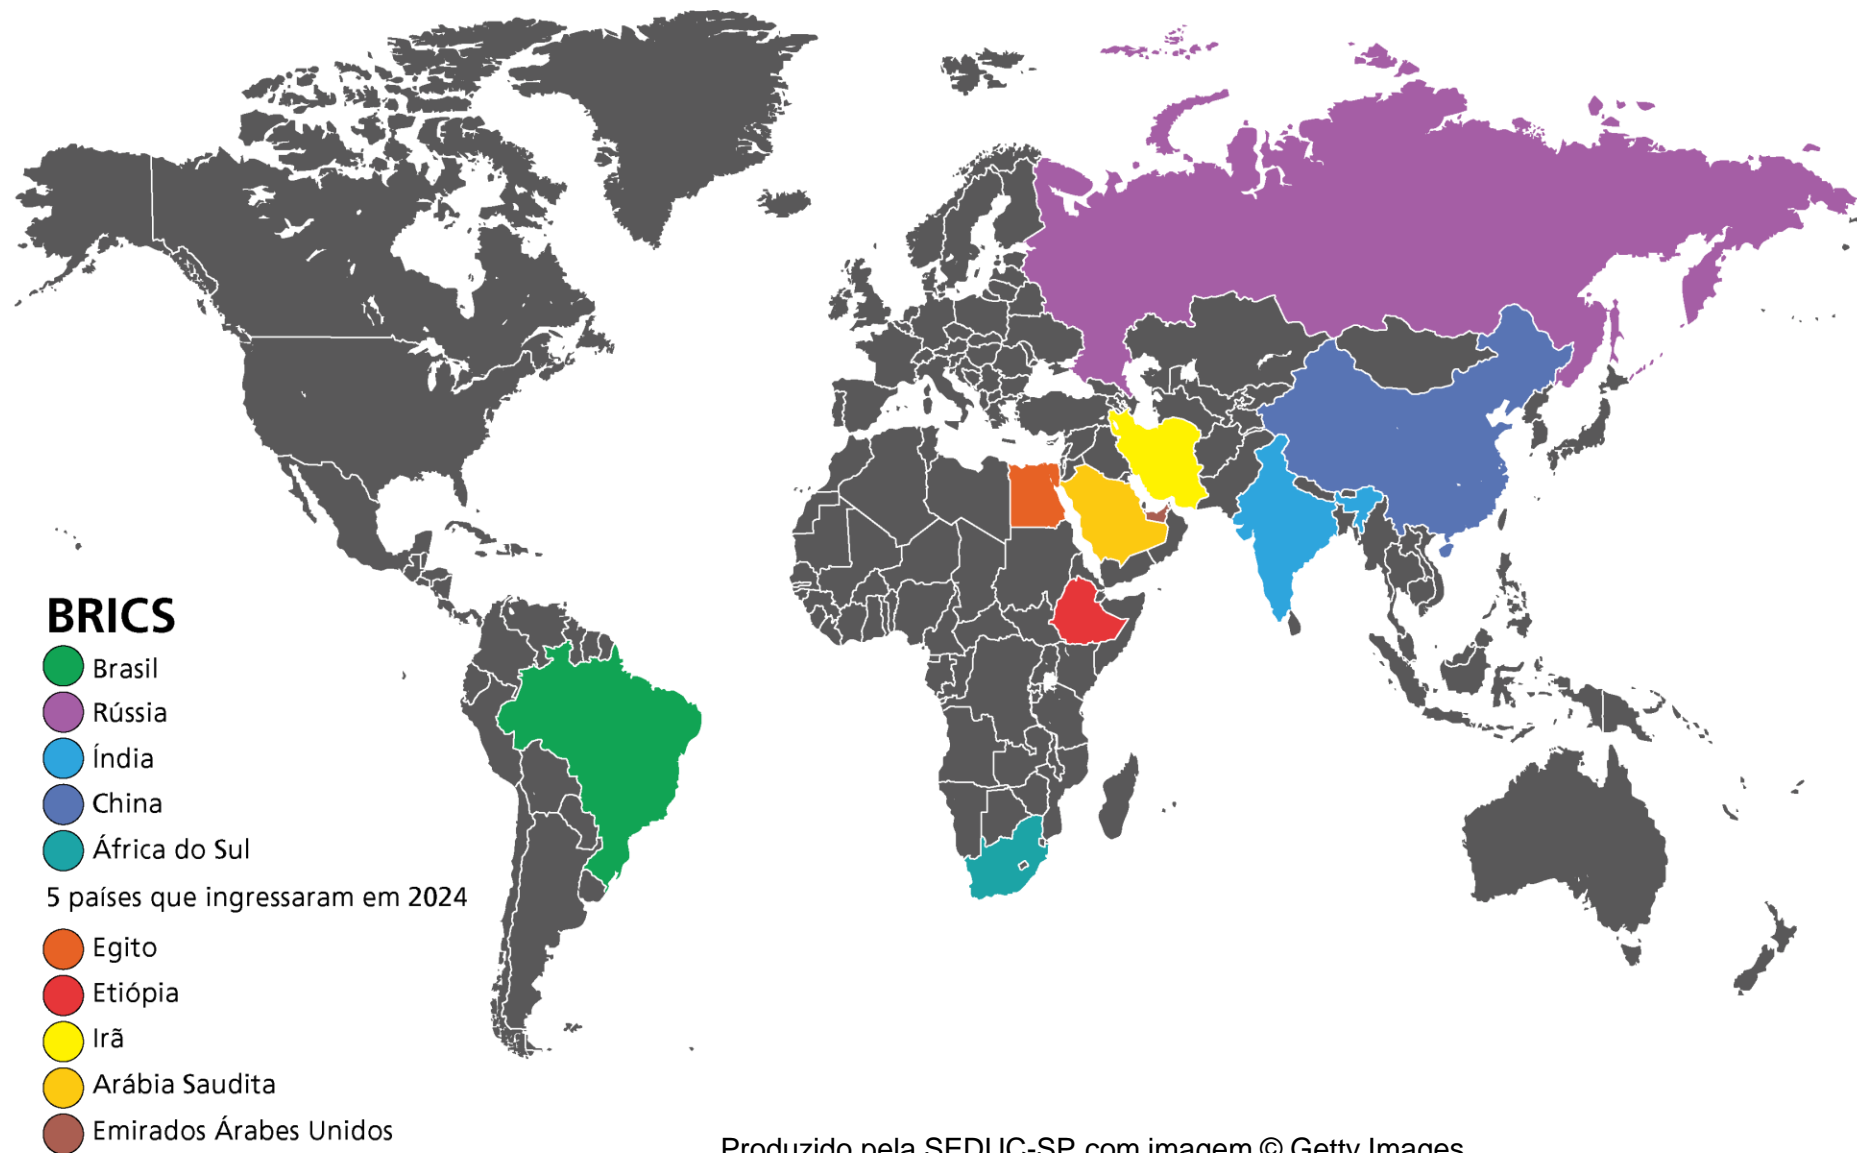 BRICS
Brasil
Rússia
Índia
China
África do Sul
5 países que ingressaram em 2024
Egito
Etiópia
Irã
Arábia Saudita
Emirados Árabes Unidos
Produzido pela SEDUC-SP com imagem © Getty Images